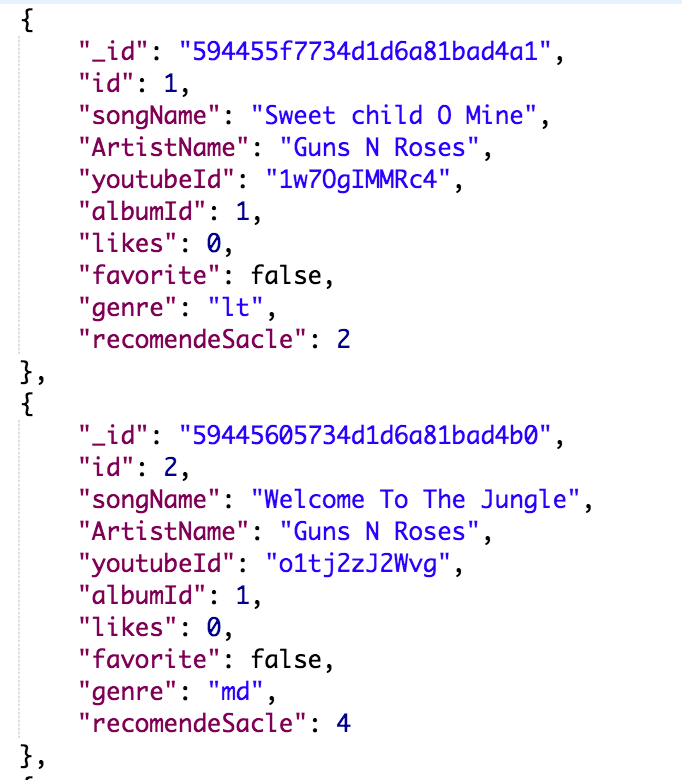 {
"_id": "594455f7734d1d6a81bad4a1",
"id": 1,
"songName": "Sweet child O Mine",
"ArtistName": "Guns N Roses",
"youtubeId": "1w7OgIMMRc4",
"albumId": 1,
"likes": 0,
"favorite": false,
"genre": "lt",
"recomendeSacle": 2
},
{
"_id": "59445605734d1d6a81bad4b0",
"id": 2,
"songName": "Welcome To The Jungle",
"ArtistName": "Guns N Roses",
"youtubeId": "o1tj2zJ2Wvg",
"albumId": 1,
"likes": 0,
"favorite": false,
"genre": "md",
"recomendeSacle": 4
},